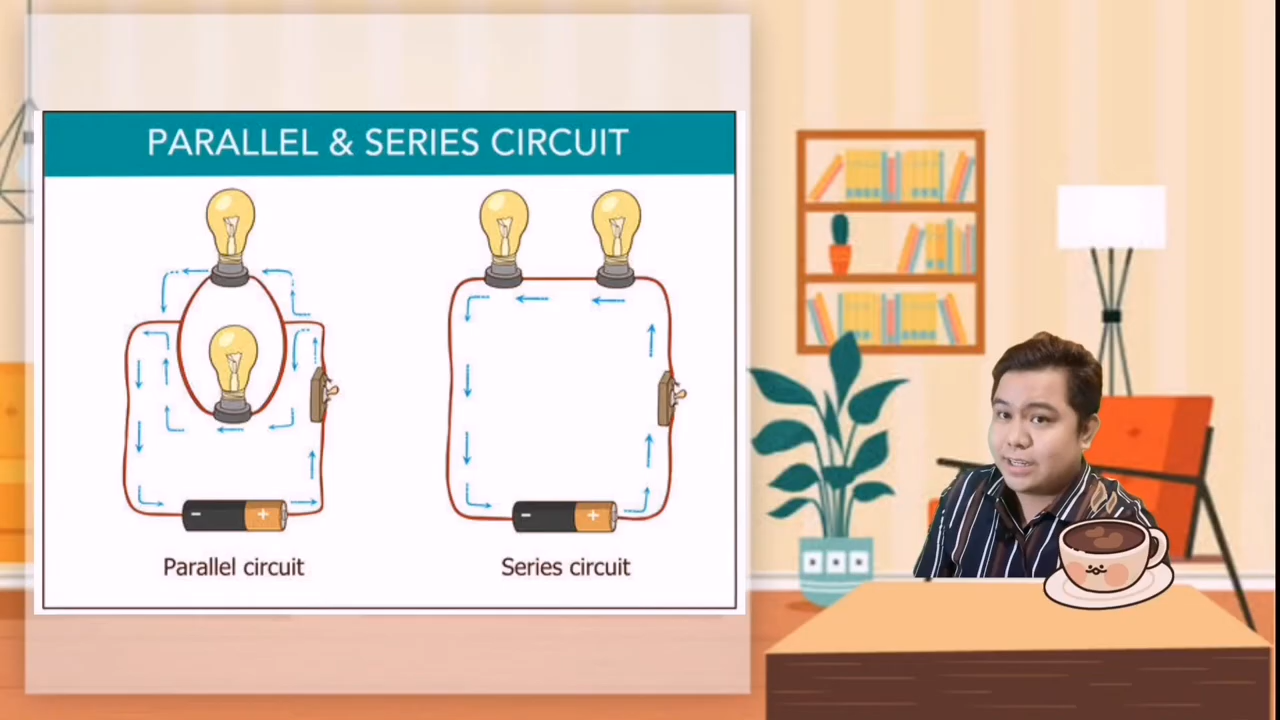 PARALLEL & SERIES CIRCUIT
-
+
-
+
Parallel circuit
Series circuit